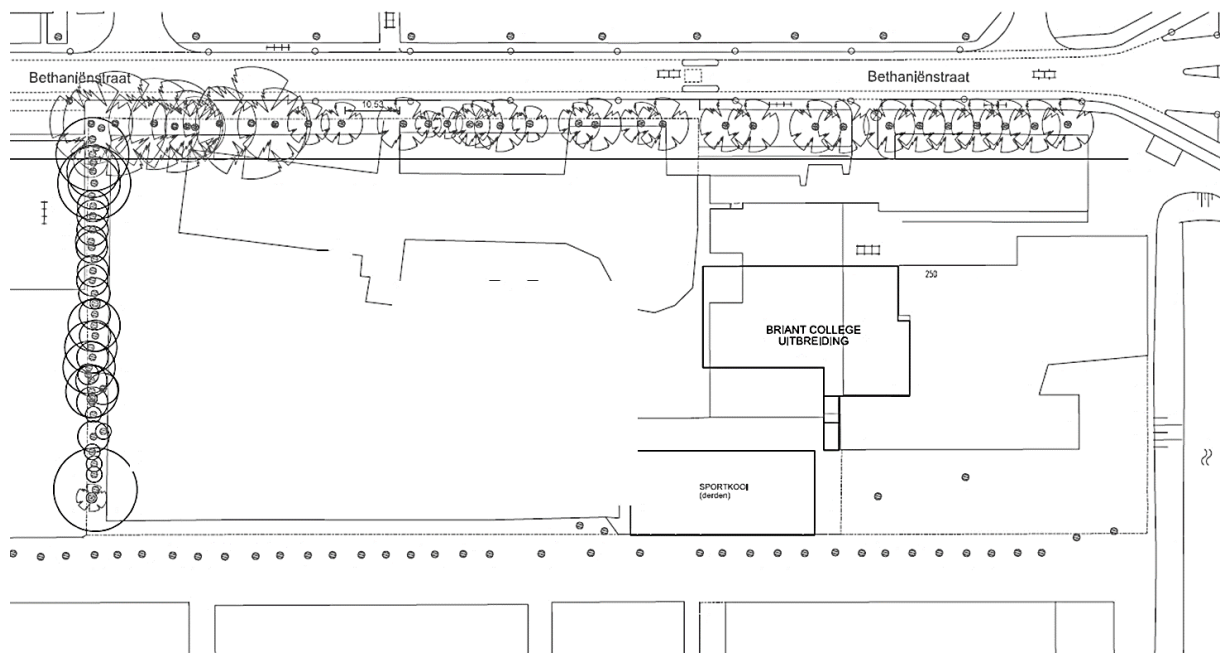 Bethaniënstraat
Bethaniënstraat
10.53
250
BRIANT COLLEGE
UITBREIDING
SPORTKOOI
(derden)